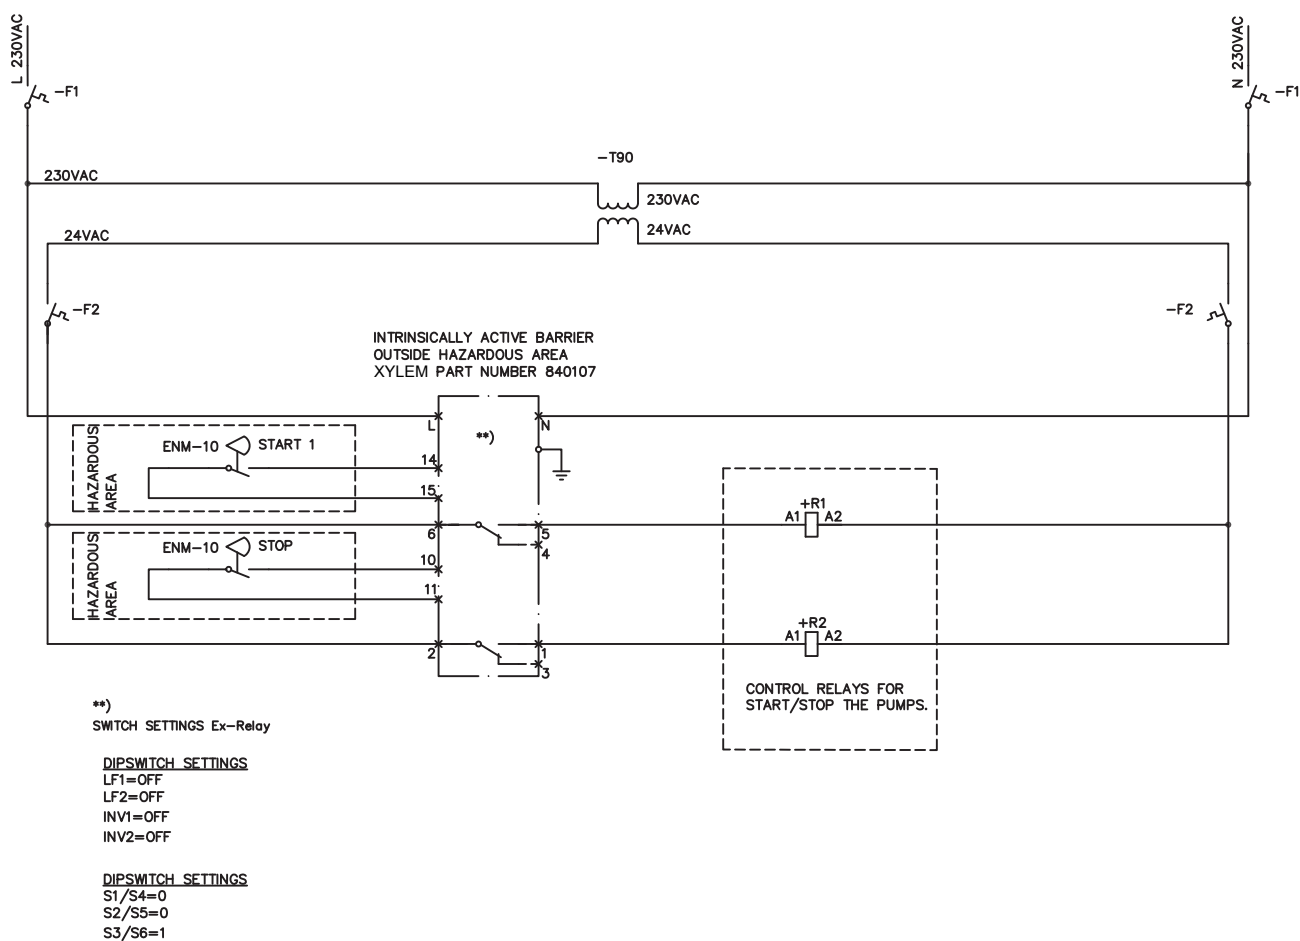 L 230VAC
N 230VAC
-F1
-F1
-T90
230VAC
230VAC
24VAC
24VAC
-F2
-F2
INTRINSICALLY ACTIVE BARRIER
OUTSIDE HAZARDOUS AREA
XYLEM PART NUMBER 840107
L
N
**)
HAZARDOUS
AREA
ENM-10
START 1
14
15
6
5
4
+R1
A1
A2
HAZARDOUS
AREA
ENM-10
STOP
10
11
2
1
3
+R2
A1
A2
CONTROL RELAYS FOR
START/STOP THE PUMPS.
**)
SWITCH SETTINGS Ex-Relay
DIPSWITCH SETTINGS
LF1=OFF
LF2=OFF
INV1=OFF
INV2=OFF
DIPSWITCH SETTINGS
S1/S4=0
S2/S5=0
S3/S6=1